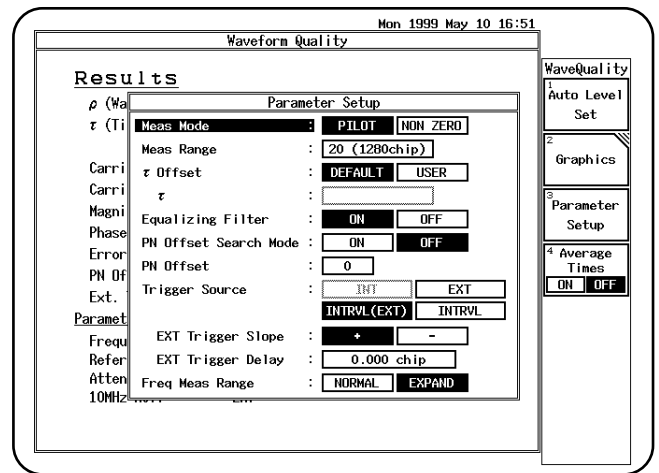 Mon 1999 May 10 16:51
Waveform Quality
Results
ρ (Wa
τ (Ti
Carri
Carri
Magni
Phase
Error
PN Of
Ext.
Paramet
Frequ
Refer
Atten
10MHz
Parameter Setup
Meas Mode : PILOT NON ZERO
Meas Range : 20 (1280chip)
τ Offset : DEFAULT USER
τ :
Equalizing Filter : ON OFF
PN Offset Search Mode : ON OFF
PN Offset : 0
Trigger Source : INT EXT
INTRVL(EXT) INTRVL
EXT Trigger Slope : + -
EXT Trigger Delay : 0.000 chip
Freq Meas Range : NORMAL EXPAND
WaveQuality
1 Auto Level
Set
2 Graphics
3 Parameter
Setup
4 Average
Times
ON OFF